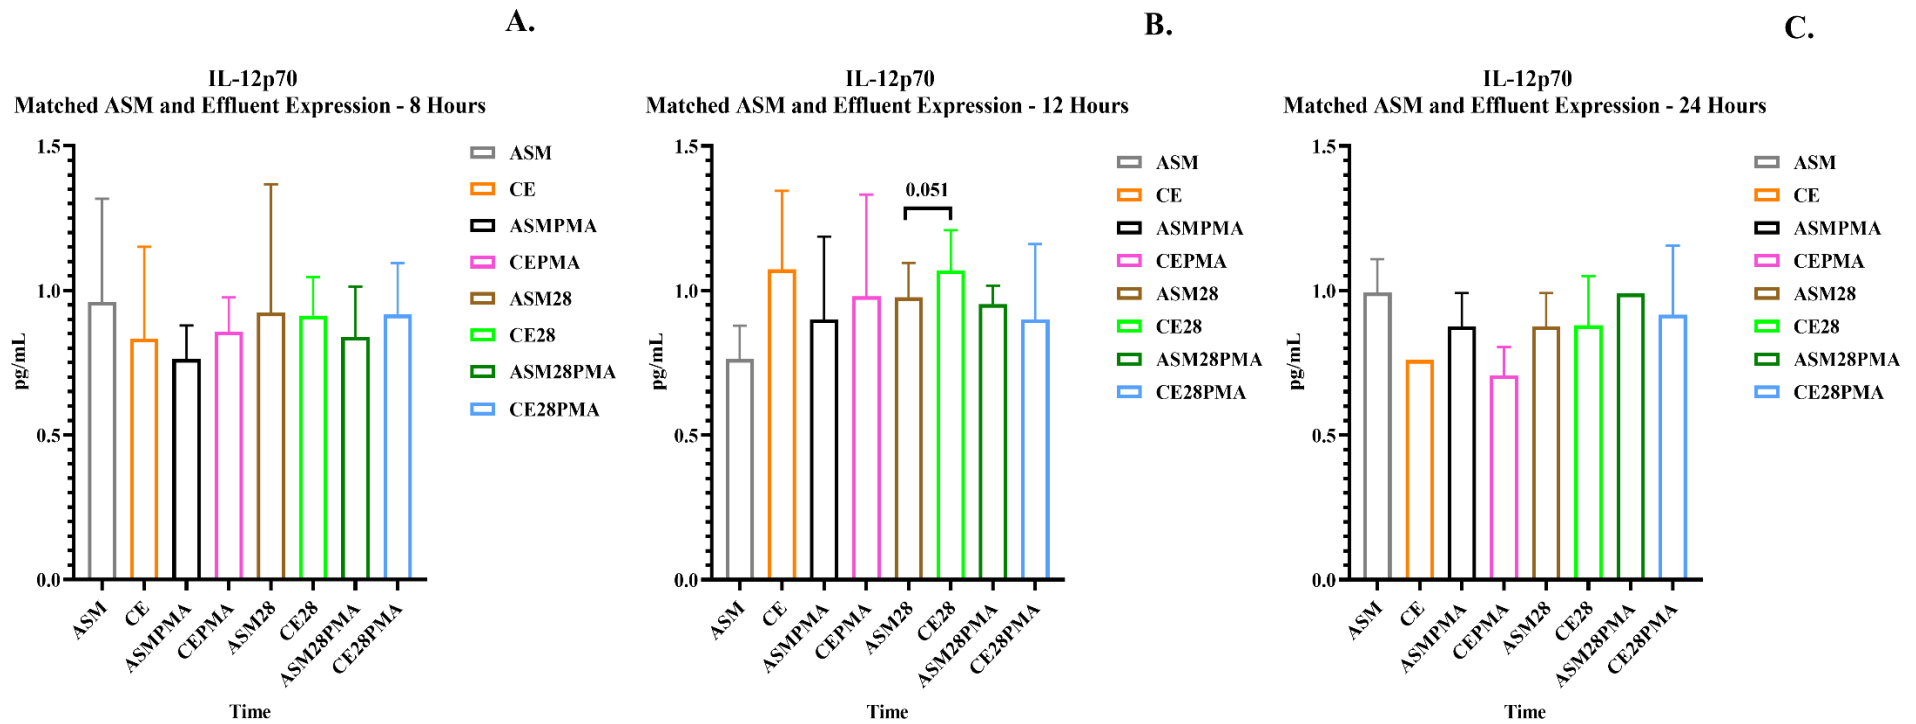 A.
IL-12p70
Matched ASM and Effluent Expression - 8 Hours
1.5
1.0
0.5
0.0
pg/mL
ASM
CE
ASMPMA
CEPMA
ASM28
CE28
ASM28PMA
CE28PMA
Time
ASM
CE
ASMPMA
CEPMA
ASM28
CE28
ASM28PMA
CE28PMA
B.
IL-12p70
Matched ASM and Effluent Expression - 12 Hours
1.5
1.0
0.5
0.0
pg/mL
0.051
ASM
CE
ASMPMA
CEPMA
ASM28
CE28
ASM28PMA
CE28PMA
Time
ASM
CE
ASMPMA
CEPMA
ASM28
CE28
ASM28PMA
CE28PMA
C.
IL-12p70
Matched ASM and Effluent Expression - 24 Hours
1.5
1.0
0.5
0.0
pg/mL
ASM
CE
ASMPMA
CEPMA
ASM28
CE28
ASM28PMA
CE28PMA
Time
ASM
CE
ASMPMA
CEPMA
ASM28
CE28
ASM28PMA
CE28PMA